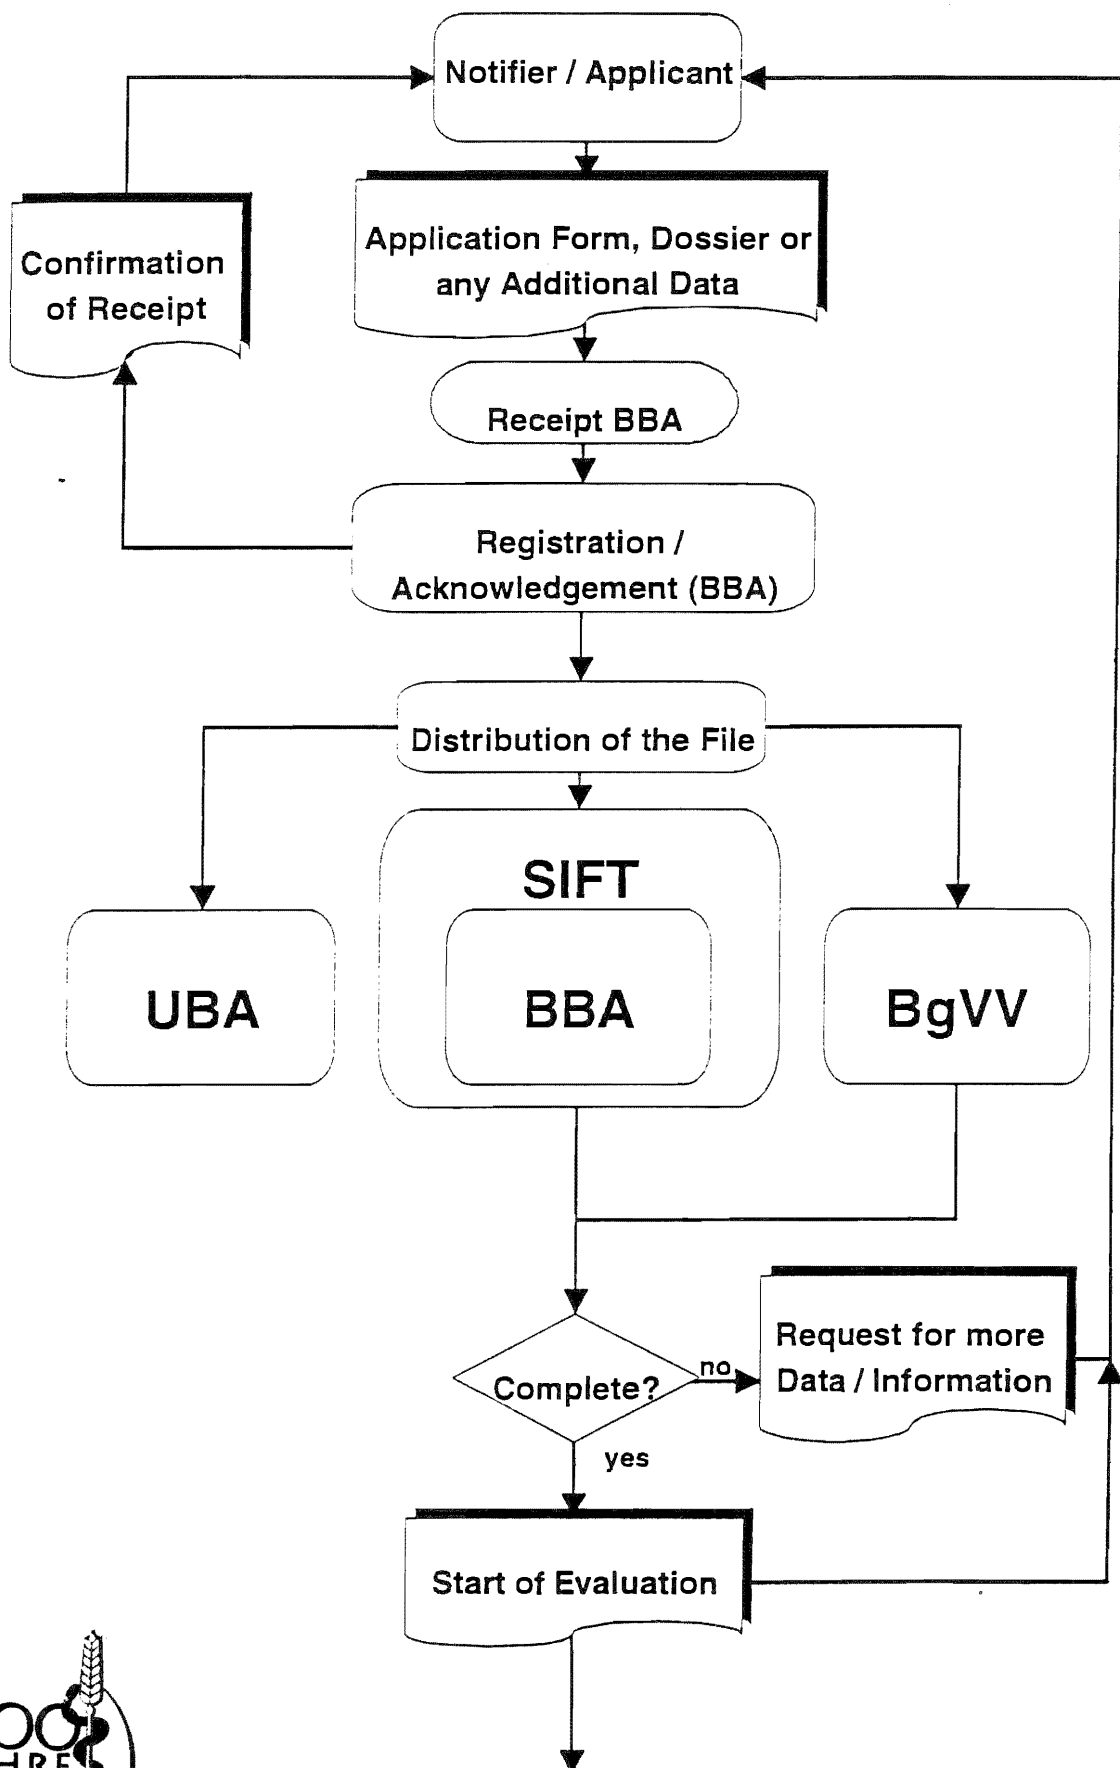 Notifier / Applicant
Application Form, Dossier or
any Additional Data
Confirmation
of Receipt
Receipt BBA
Registration /
Acknowledgement (BBA)
Distribution of the File
SIFT
UBA
BBA
BgVV
Complete?
no
Request for more
Data / Information
yes
Start of Evaluation